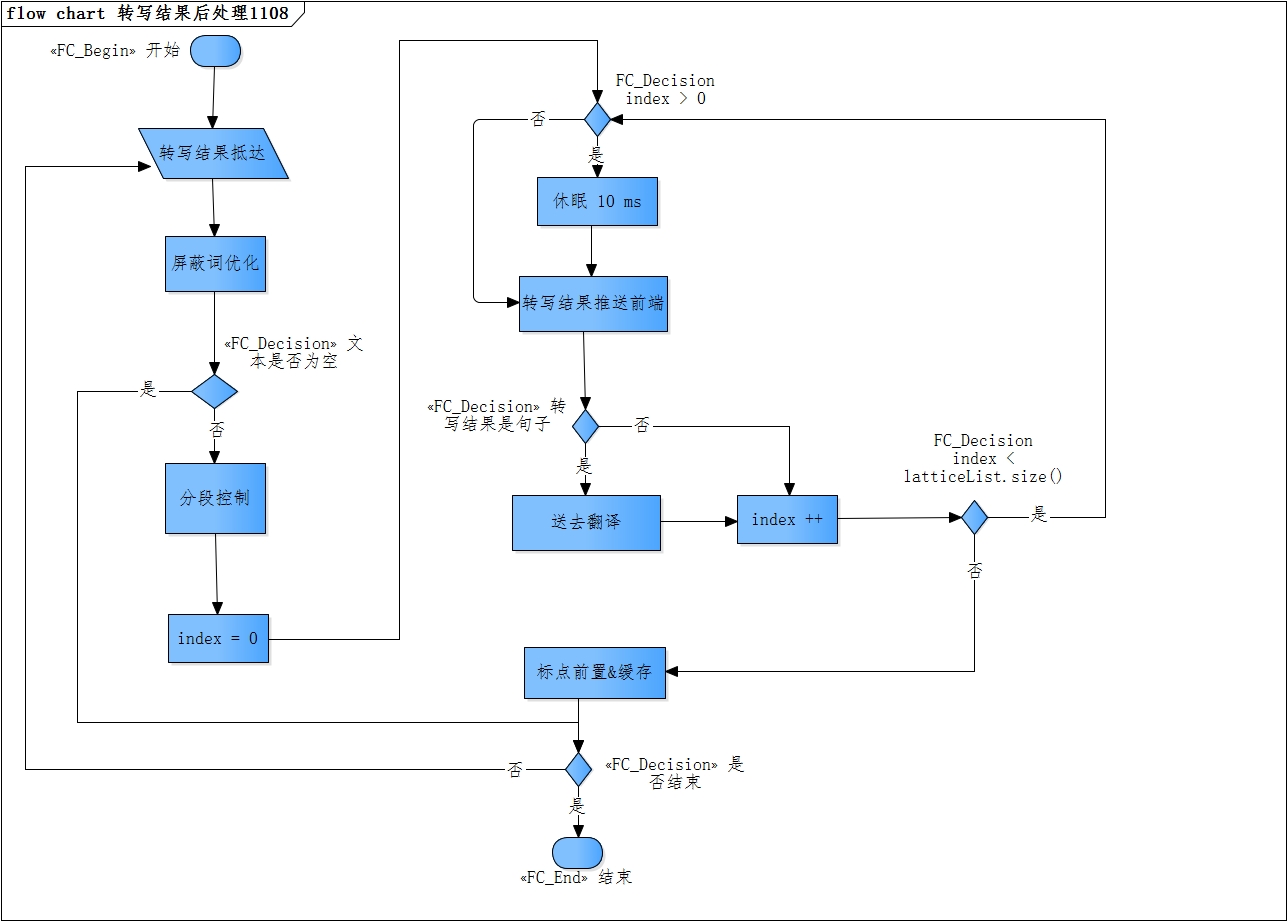 flow chart 转写结果后处理1108
«FC_Begin» 开始
转写结果抵达
屏蔽词优化
«FC_Decision» 文
本是否为空
是
否
分段控制
index = 0
FC_Decision
index > 0
否
是
休眠 10 ms
转写结果推送前端
«FC_Decision» 转
写结果是句子
否
是
送去翻译
index ++
FC_Decision
index <
latticeList.size()
是
否
标点前置&缓存
«FC_Decision» 是
否结束
否
是
«FC_End» 结束